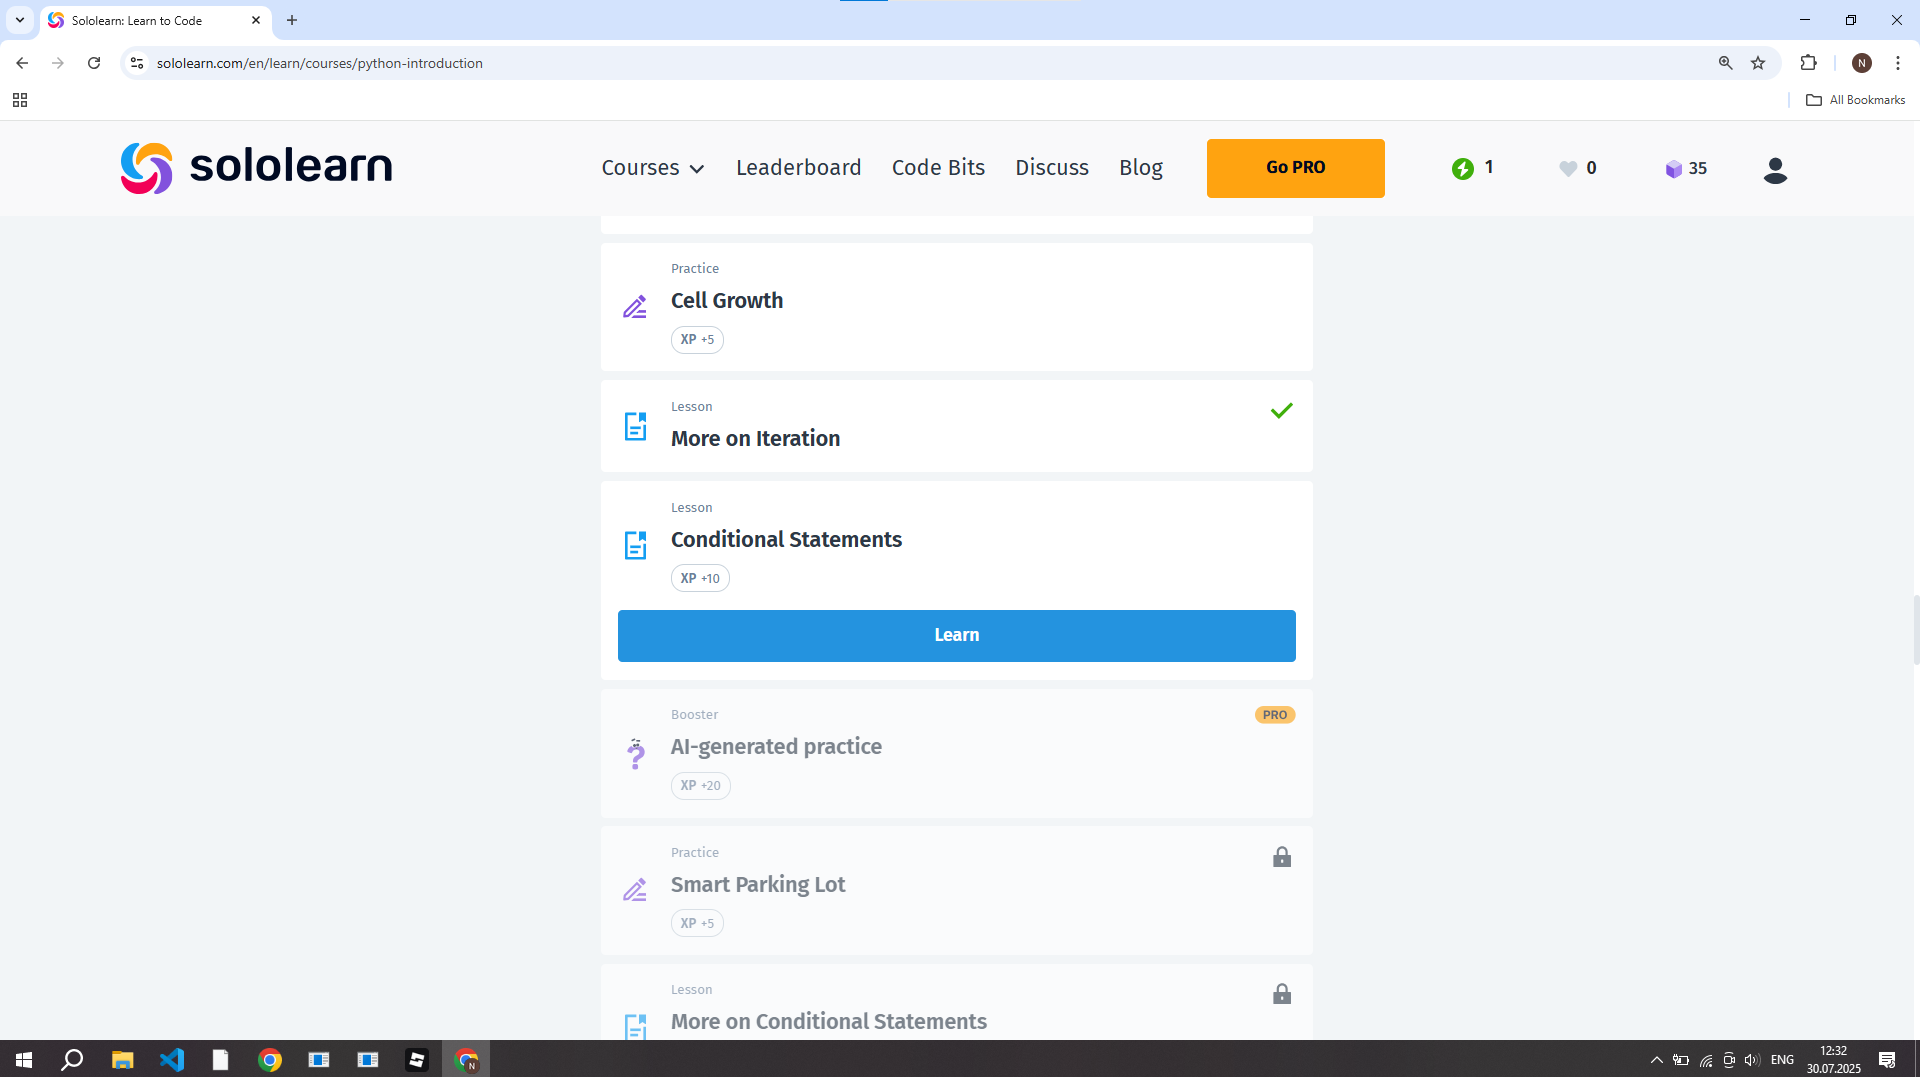 Sololearn: Learn to Code
sololearn.com/en/learn/courses/python-introduction
N
All Bookmarks
sololearn
Courses
Leaderboard
Code Bits
Discuss
Blog
Go PRO
1
0
35
Practice
Cell Growth
XP +5
Lesson
More on Iteration
Lesson
Conditional Statements
XP +10
Learn
Booster
PRO
AI-generated practice
XP +20
Practice
Smart Parking Lot
XP +5
Lesson
More on Conditional Statements
N
ENG
12:32
30.07.2025